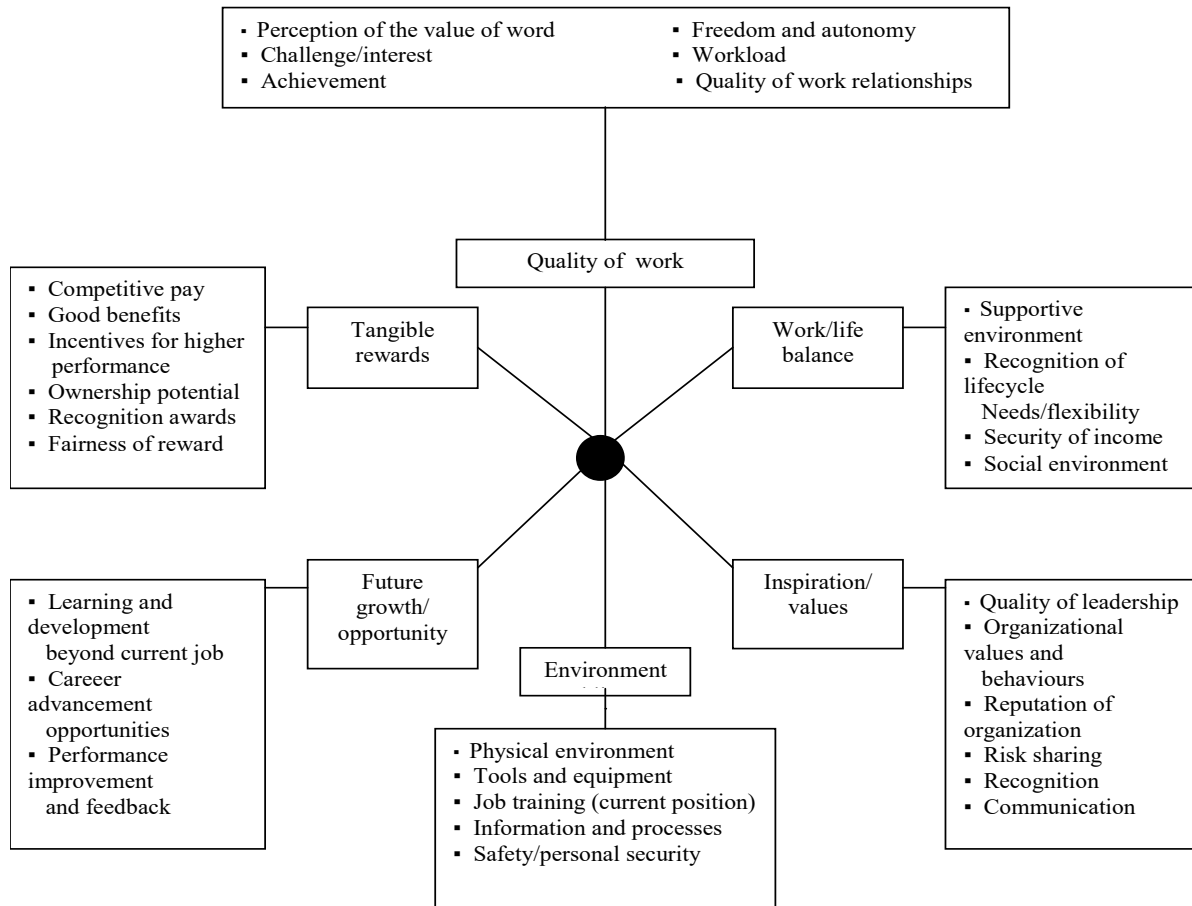 ▪ Perception of the value of word
▪ Challenge/interest
▪ Achievement
▪ Freedom and autonomy
▪ Workload
▪ Quality of work relationships
Quality of work
▪ Competitive pay
▪ Good benefits
▪ Incentives for higher
performance
▪ Ownership potential
▪ Recognition awards
▪ Fairness of reward
Tangible
rewards
Work/life
balance
▪ Supportive
environment
▪ Recognition of
lifecycle
Needs/flexibility
▪ Security of income
▪ Social environment
▪ Learning and
development
beyond current job
▪ Careeer
advancement
opportunities
▪ Performance
improvement
and feedback
Future
growth/
opportunity
Inspiration/
values
▪ Quality of leadership
▪ Organizational
values and
behaviours
▪ Reputation of
organization
▪ Risk sharing
▪ Recognition
▪ Communication
Environment
▪ Physical environment
▪ Tools and equipment
▪ Job training (current position)
▪ Information and processes
▪ Safety/personal security